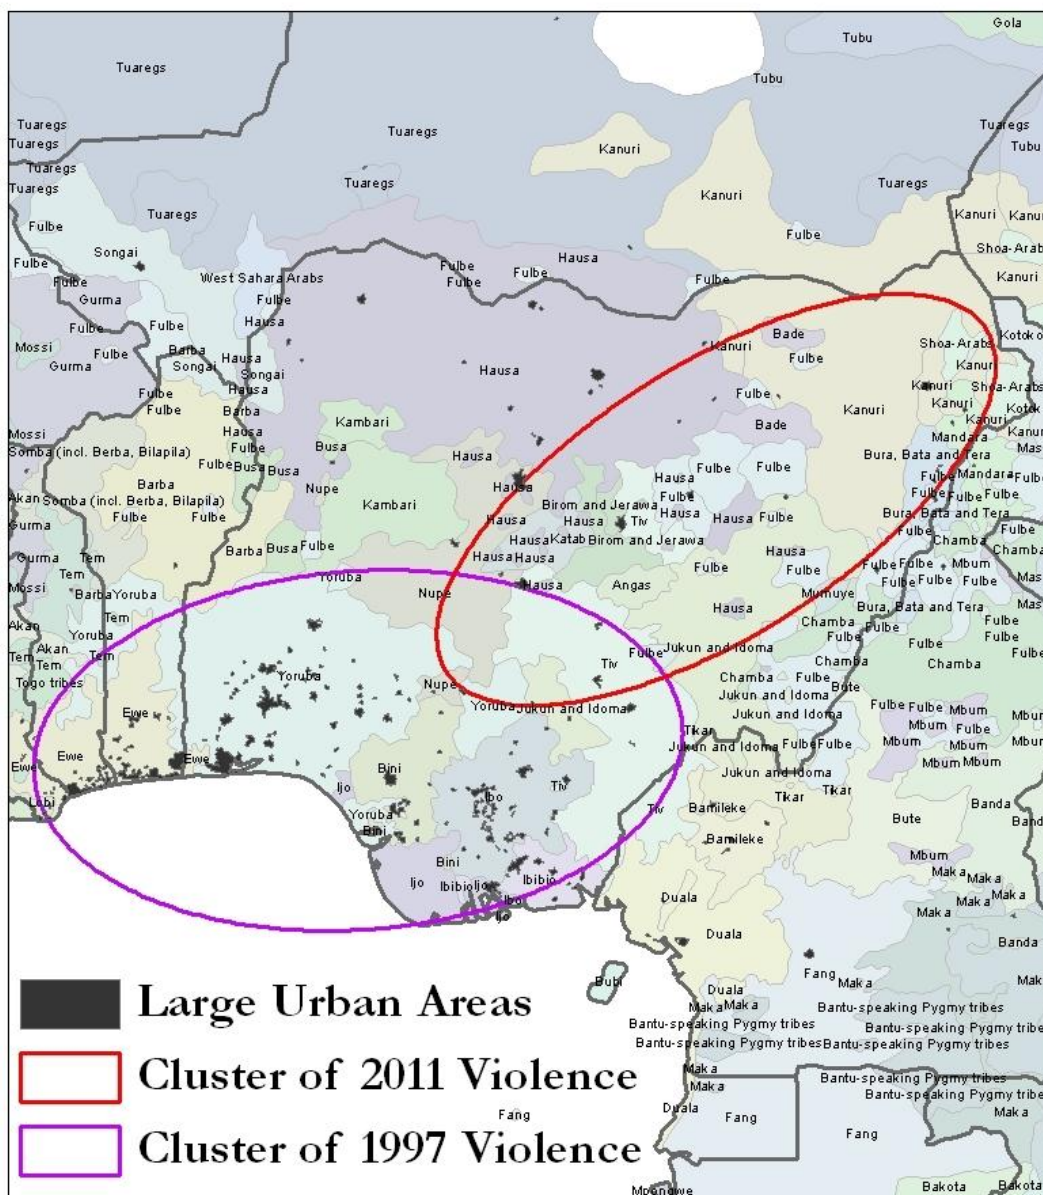 Gola
Tubu
Tuaregs
Tubu
Tuaregs
Tuaregs
Tuaregs
Tuaregs
Tubu
Kanuri
Tuaregs
Tuaregs
Tuaregs
Tuaregs
Kanuri
Tuaregs
Kanuri
Fulbe
Fulbe
Songai
Shoa-Arab
Hausa
Fulbe
Fulbe
Fulbe
West Sahara Arabs
Fulbe
Fulbe
Kanuri
Gurma
Fulbe
Fulbe
Fulbe
Hausa
Bade
Kotoko
Mossi
Fulbe
Barba
Kanuri
Shoa-Arabs
Gurma
Songai
Hausa
Fulbe
Songai
Hausa
Hausa
Kanuri
Fulbe
Fulbe
Barba
Kanuri
Shoa-Arabs
Fulbe
Kanuri
Kanuri
Kambari
Bade
Kanuri
Mossi
Hausa
Mandara
Somba (incl. Berba, Bilapila)
Fulbe
Busa
Hausa
Bura, Bata and Tera
Fulbe
Busa
Busa
Hausa
Fulbe
Fulbe
Fulbe
Mandara
Barba
Nupe
Hausa
Fulbe
Akan
Somba (incl. Berba, Bilapila)
Kambari
Birom and Jerawa
Fulbe
Fulbe
Gurma
Fulbe
Fulbe
Hausa
Hausa
Tiv
Hausa
Hausa
Fulbe
Bura, Bata and Tera
Fulbe
Fulbe
Barba
Busa
Fulbe
Hausa
Katab
Birom and Jerawa
Chamba
Gurma
Tem
Hausa
Hausa
Hausa
Chamba
Mossi
Tem
Yoruba
Hausa
Angas
Fulbe
Fulbe
Fulbe
Fulbe
Mbum
Barba
Yoruba
Nupe
Fulbe
Mumuye
Fulbe
Fulbe
Fulbe
Akan
Tem
Hausa
Bura, Bata and Tera
Yoruba
Chamba
Fulbe
Fulbe
Akan
Fulbe
Fulbe
Tem
Tem
Tem
Fulbe
Jukun and Idoma
Fulbe
Togo tribes
Yoruba
Nupe
Tiv
Chamba
Chamba
Chamba
Fulbe
Jukun and Idoma
Bute
Ewe
Yoruba
Jukun and Idoma
Jukun and Idoma
Fulbe
Fulbe
Mbum
Tikar
Mbum
Fulbe
Ewe
Ewe
Ewe
Jukun and Idoma
Fulbe
Fulbe
Mbum
Mbum
Bini
Jukun and Idoma
Mbum
Mbum
Lobi
Ijo
Ibo
Tiv
Tikar
Tikar
Yoruba
Tiv
Bamileke
Banda
Bini
Bute
Bamileke
Bini
Mbum
Ijo
Ibibio
Ijo
Ibibio
Maka
Maka
Duala
Maka
Ibo
Maka
Ijo
Duala
Banda
Fang
Bubi
Maka
Duala
Maka
Maka
Bantu-speaking Pygmy tribes
Bantu-speaking Pygmy tribes
Bantu-speaking Pygmy tribes
Bantu-speaking Pygmy tribes
Bantu-speaking Pygmy tribes
Maka
Maka
Bantu-speaking Pygmy tribes
Bantu-speaking Pygmy tribes
Duala
Maka
Fang
Fang
Fang
Bakota
Bakota
Large Urban Areas
Cluster of 2011 Violence
Cluster of 1997 Violence